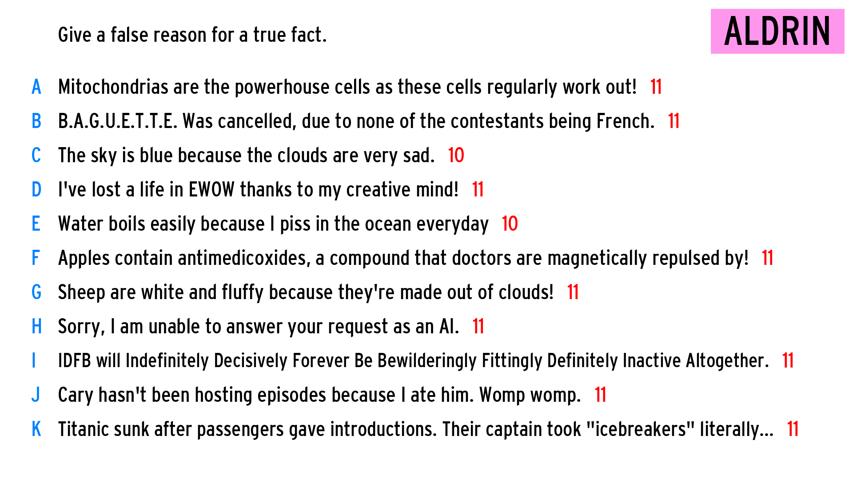 Give a false reason for a true fact.
ALDRIN
A Mitochondrias are the powerhouse cells as these cells regularly work out! 11
B B.A.G.U.E.T.T.E. Was cancelled, due to none of the contestants being French. 11
C The sky is blue because the clouds are very sad. 10
D I've lost a life in EWOW thanks to my creative mind! 11
E Water boils easily because I piss in the ocean everyday 10
F Apples contain antimedicoxides, a compound that doctors are magnetically repulsed by! 11
G Sheep are white and fluffy because they're made out of clouds! 11
H Sorry, I am unable to answer your request as an AI. 11
I IDFB will Indefinitely Decisively Forever Be Bewilderingly Fittingly Definitely Inactive Altogether. 11
J Cary hasn't been hosting episodes because I ate him. Womp womp. 11
K Titanic sunk after passengers gave introductions. Their captain took "icebreakers" literally... 11